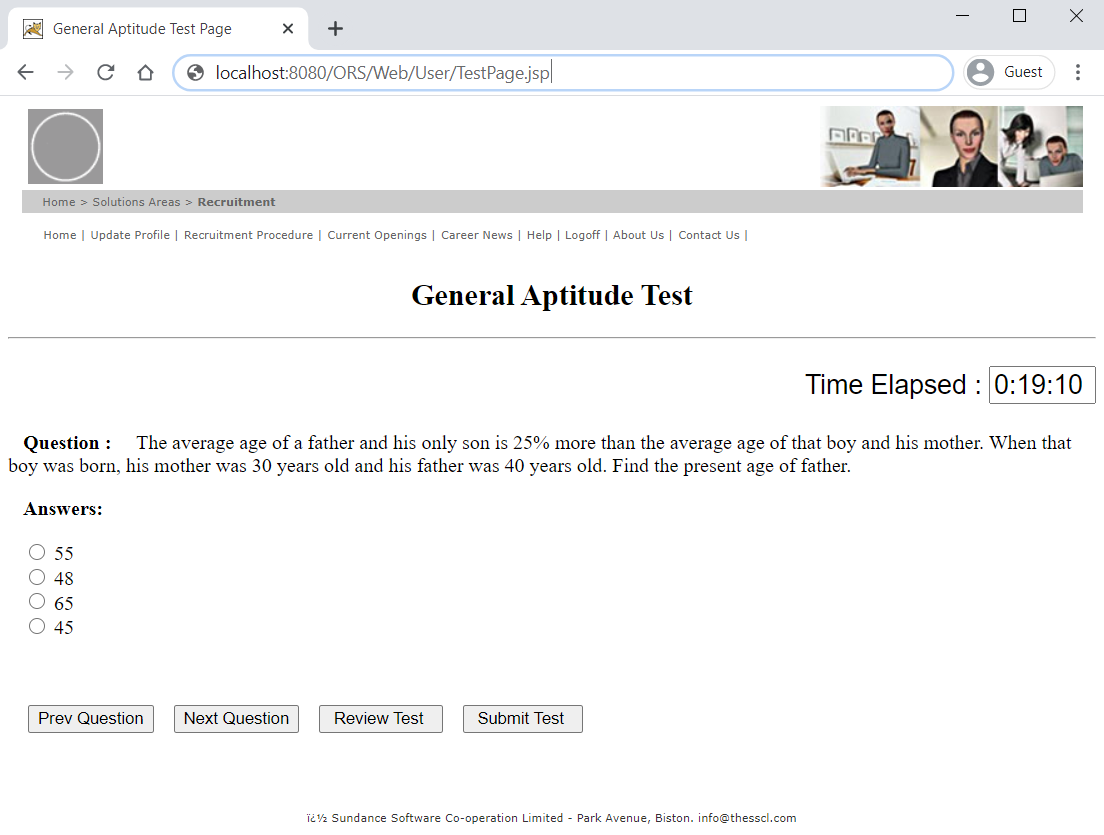 General Aptitude Test Page
localhost:8080/ORS/Web/User/TestPage.jsp
Guest
Home > Solutions Areas > Recruitment
Home | Update Profile | Recruitment Procedure | Current Openings | Career News | Help | Logoff | About Us | Contact Us |
General Aptitude Test
Time Elapsed : 0:19:10
Question : The average age of a father and his only son is 25% more than the average age of that boy and his mother. When that
boy was born, his mother was 30 years old and his father was 40 years old. Find the present age of father.
Answers:
55
48
65
45
Prev Question Next Question Review Test Submit Test
ï¿½ Sundance Software Co-operation Limited - Park Avenue, Biston. info@thesscl.com